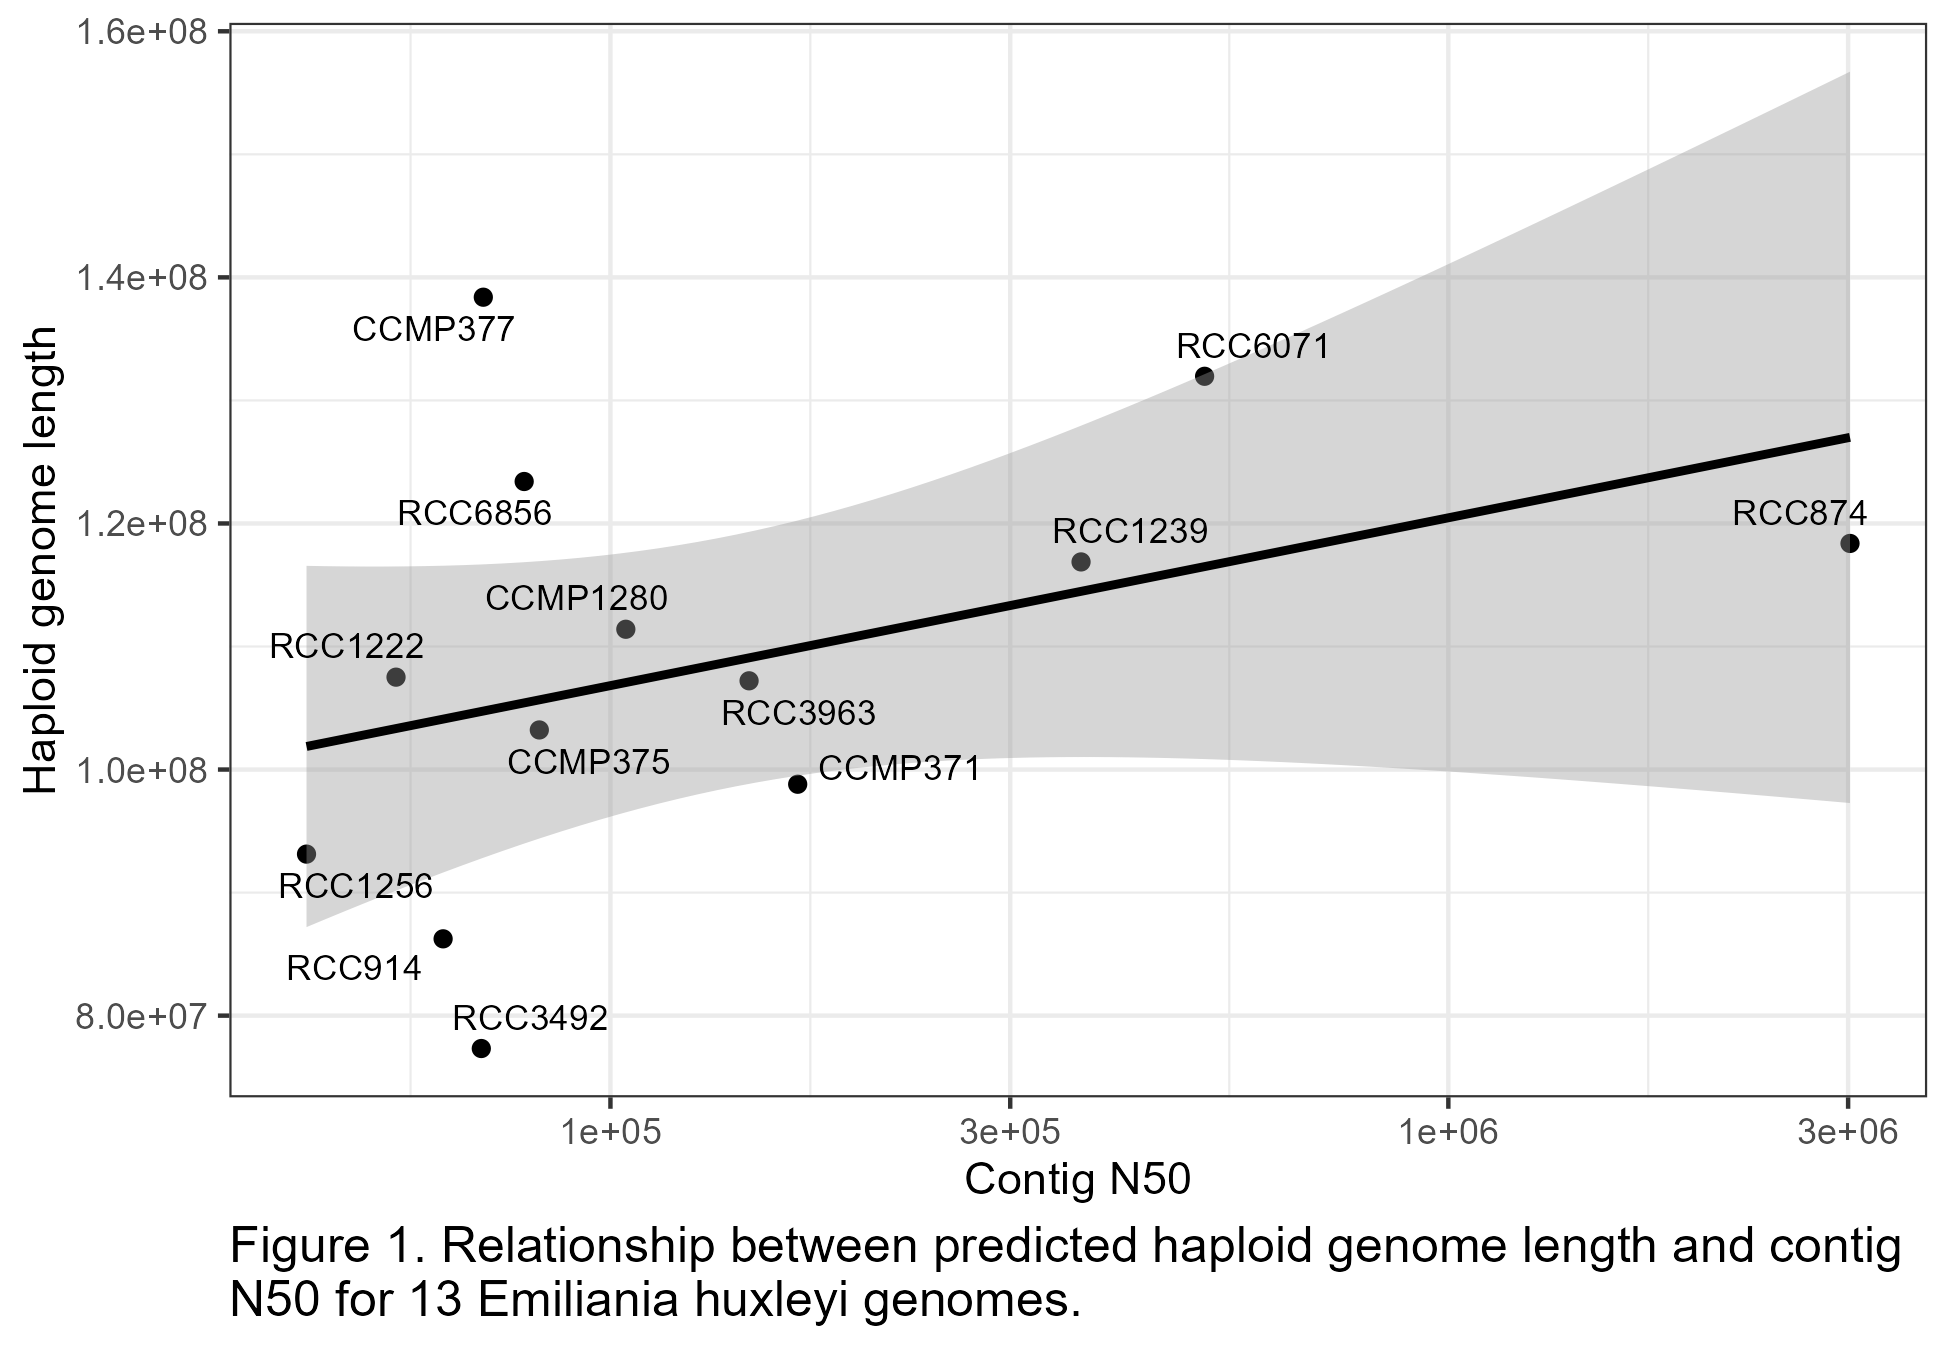 1.6e+08
1.4e+08
1.2e+08
1.0e+08
8.0e+07
Haploid genome length
CCMP377
RCC6071
RCC6856
RCC874
RCC1239
CCMP1280
RCC1222
RCC3963
CCMP375
CCMP371
RCC1256
RCC914
RCC3492
1e+05
3e+05
1e+06
3e+06
Contig N50
Figure 1. Relationship between predicted haploid genome length and contig
N50 for 13 Emiliania huxleyi genomes.